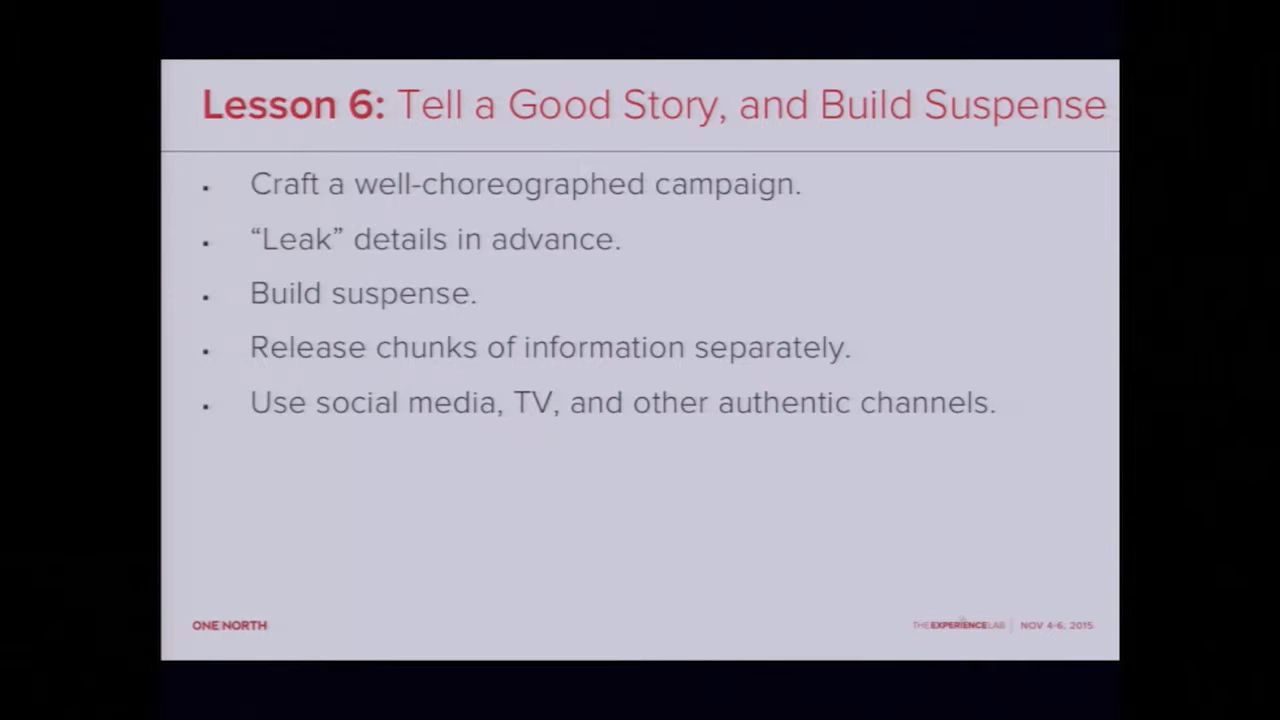 Lesson 6: Tell a Good Story, and Build Suspense
▪ Craft a well-choreographed campaign.
▪ “Leak” details in advance.
▪ Build suspense.
▪ Release chunks of information separately.
▪ Use social media, TV, and other authentic channels.
ONE NORTH
THE EXPERIENCE LAB | NOV 4-6, 2015